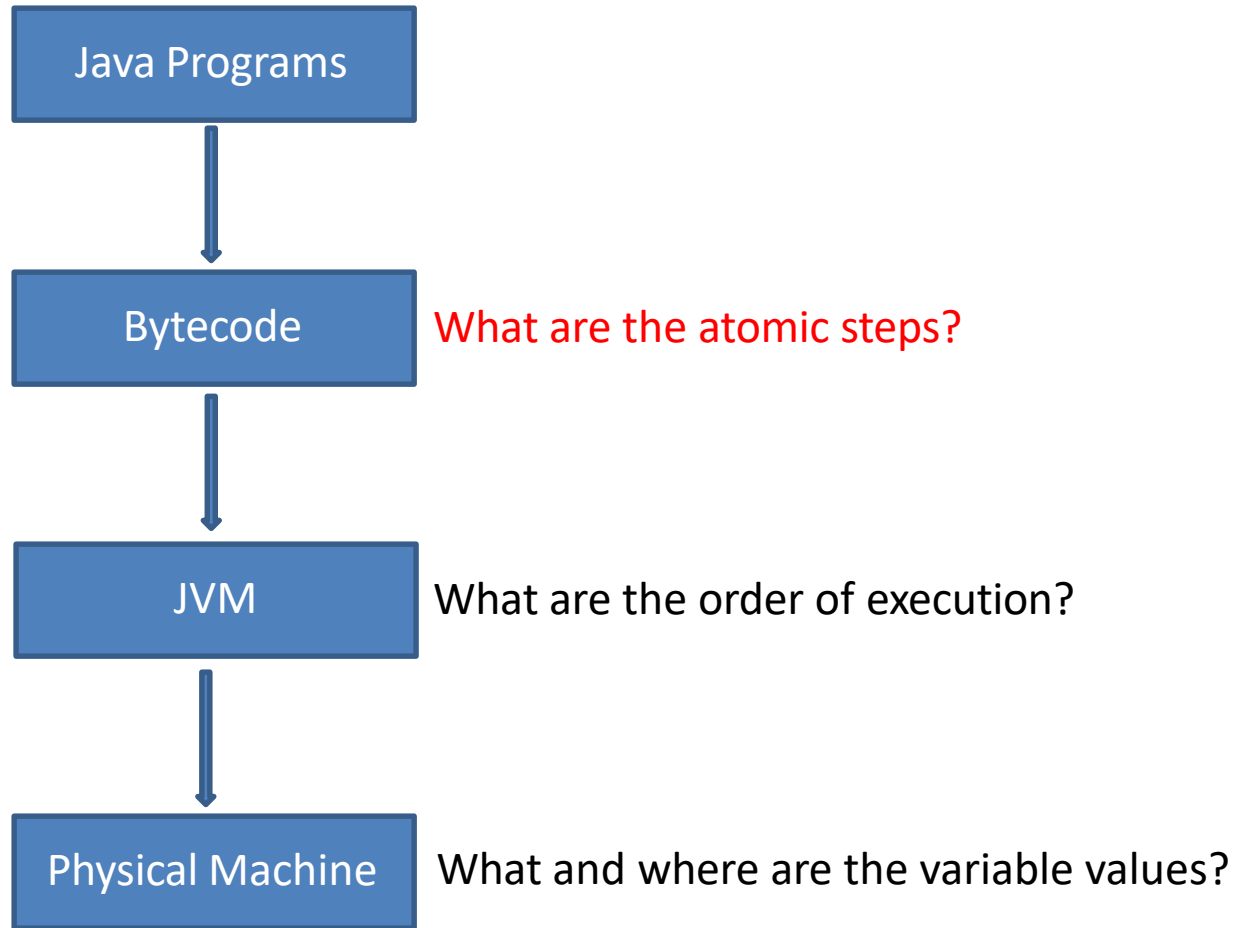 Java Programs
Bytecode
What are the atomic steps?
JVM
What are the order of execution?
Physical Machine
What and where are the variable values?